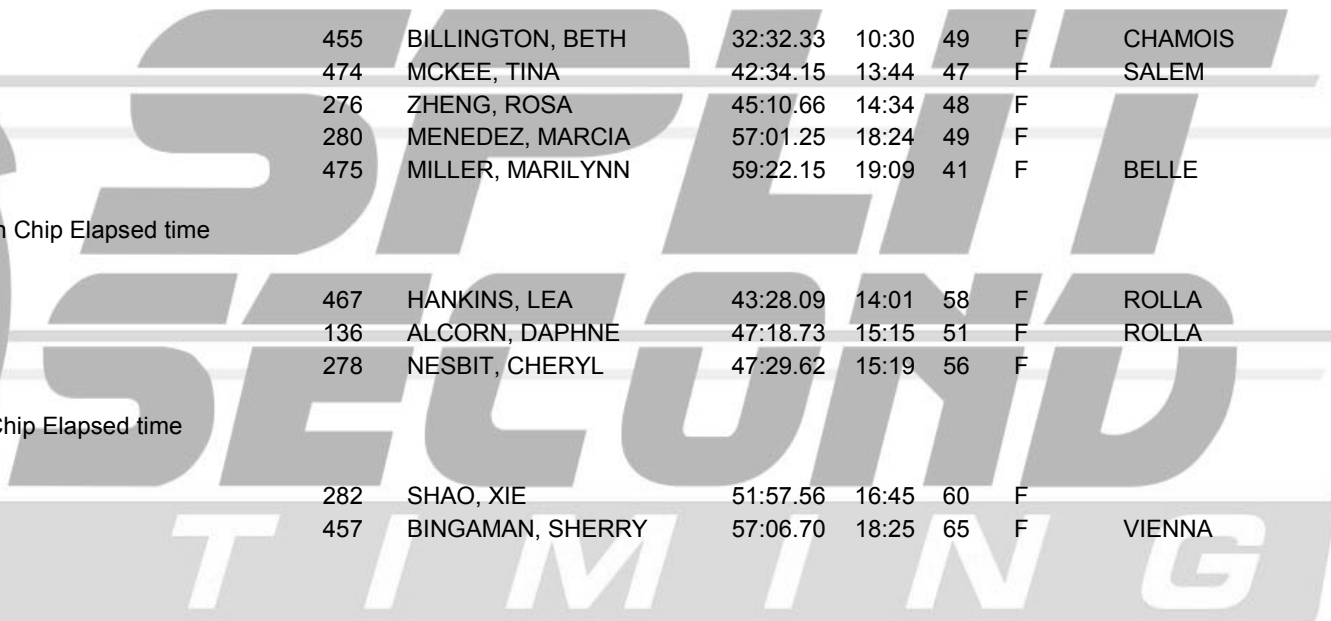 455 BILLINGTON, BETH 32:32.33 10:30 49 F CHAMOIS
474 MCKEE, TINA 42:34.15 13:44 47 F SALEM
276 ZHENG, ROSA 45:10.66 14:34 48 F
280 MENEDEZ, MARCIA 57:01.25 18:24 49 F
475 MILLER, MARILYNN 59:22.15 19:09 41 F BELLE
Chip Elapsed time
467 HANKINS, LEA 43:28.09 14:01 58 F ROLLA
136 ALCORN, DAPHNE 47:18.73 15:15 51 F ROLLA
278 NESBIT, CHERYL 47:29.62 15:19 56 F
Chip Elapsed time
282 SHAO, XIE 51:57.56 16:45 60 F
457 BINGAMAN, SHERRY 57:06.70 18:25 65 F VIENNA
SPLIT
SECOND
TIMING